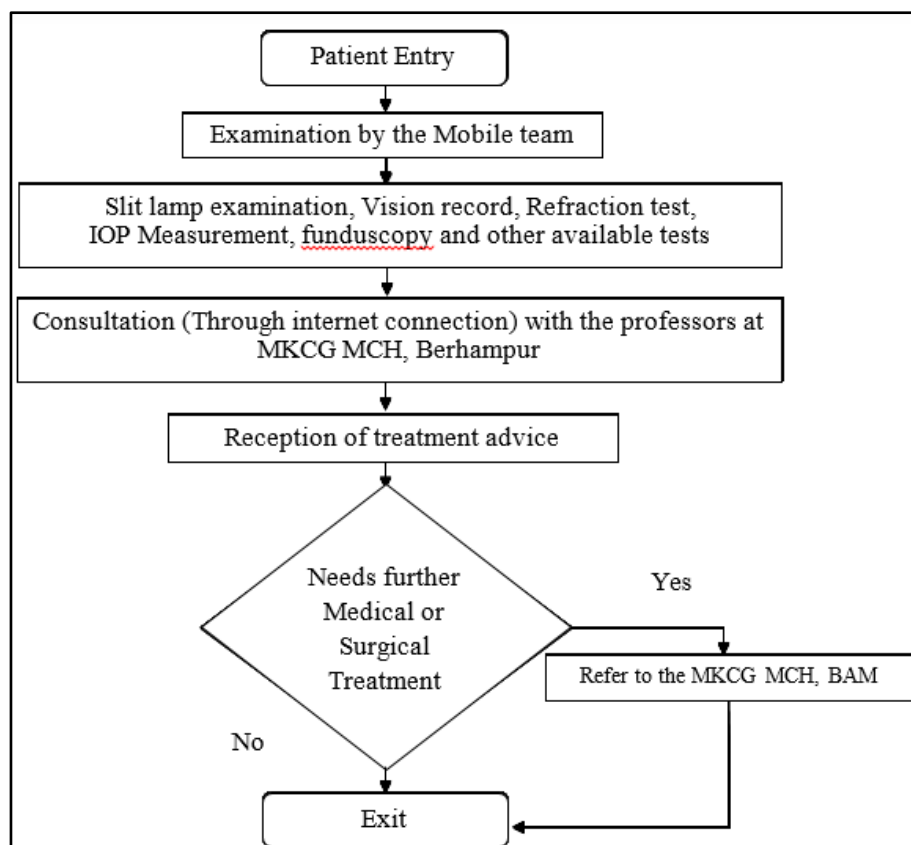 Patient Entry
Examination by the Mobile team
Slit lamp examination, Vision record, Refraction test,
IOP Measurement, funduscopy and other available tests
Consultation (Through internet connection) with the professors at
MKCG MCH, Berhampur
Reception of treatment advice
Needs further
Medical or
Surgical
Treatment
Yes
Refer to the MKCG MCH, BAM
No
Exit